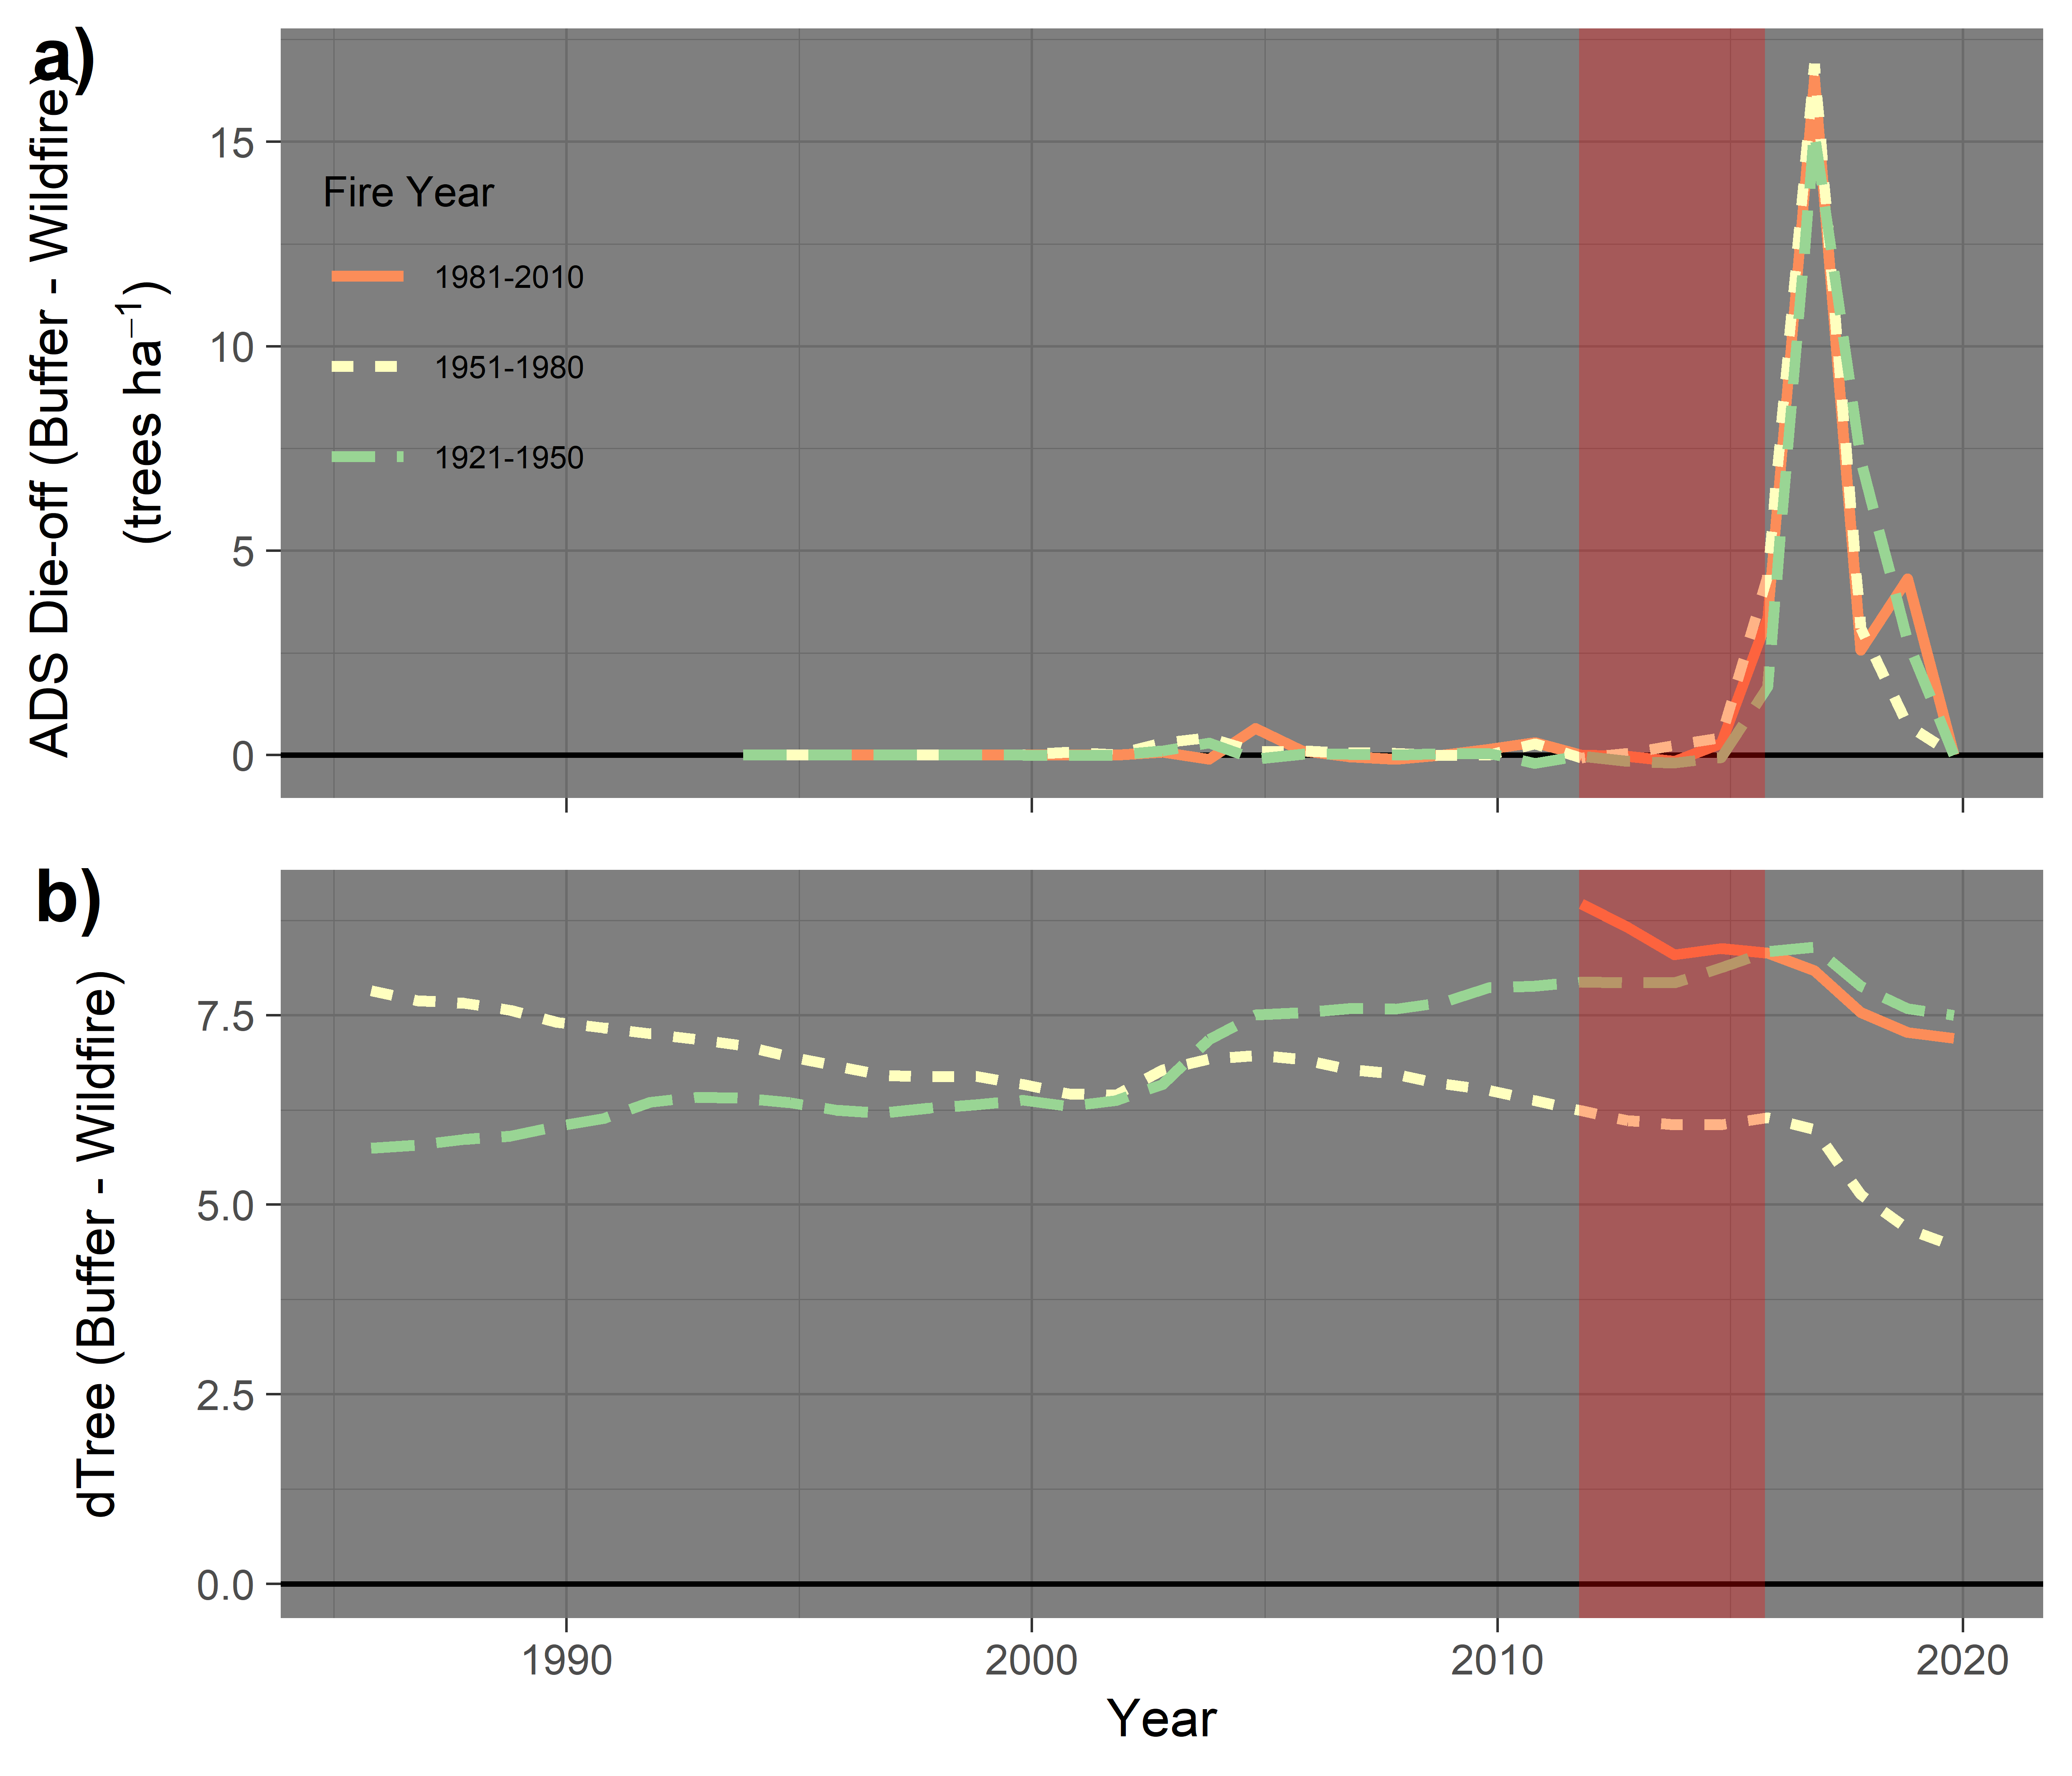 a)
ADS Die-off (Buffer - Wildfire)
(trees ha⁻¹)
15
10
5
0
Fire Year
1981-2010
1951-1980
1921-1950
b)
dTree (Buffer - Wildfire)
7.5
5.0
2.5
0.0
1990 2000 2010 2020
Year